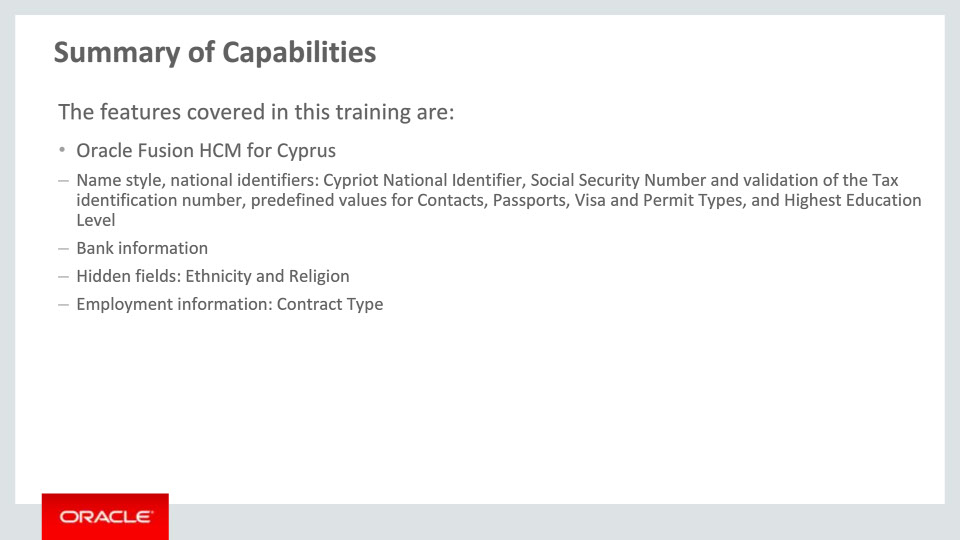 Summary of Capabilities
The features covered in this training are:
• Oracle Fusion HCM for Cyprus
– Name style, national identifiers: Cypriot National Identifier, Social Security Number and validation of the Tax
identification number, predefined values for Contacts, Passports, Visa and Permit Types, and Highest Education
Level
– Bank information
– Hidden fields: Ethnicity and Religion
– Employment information: Contract Type
ORACLE